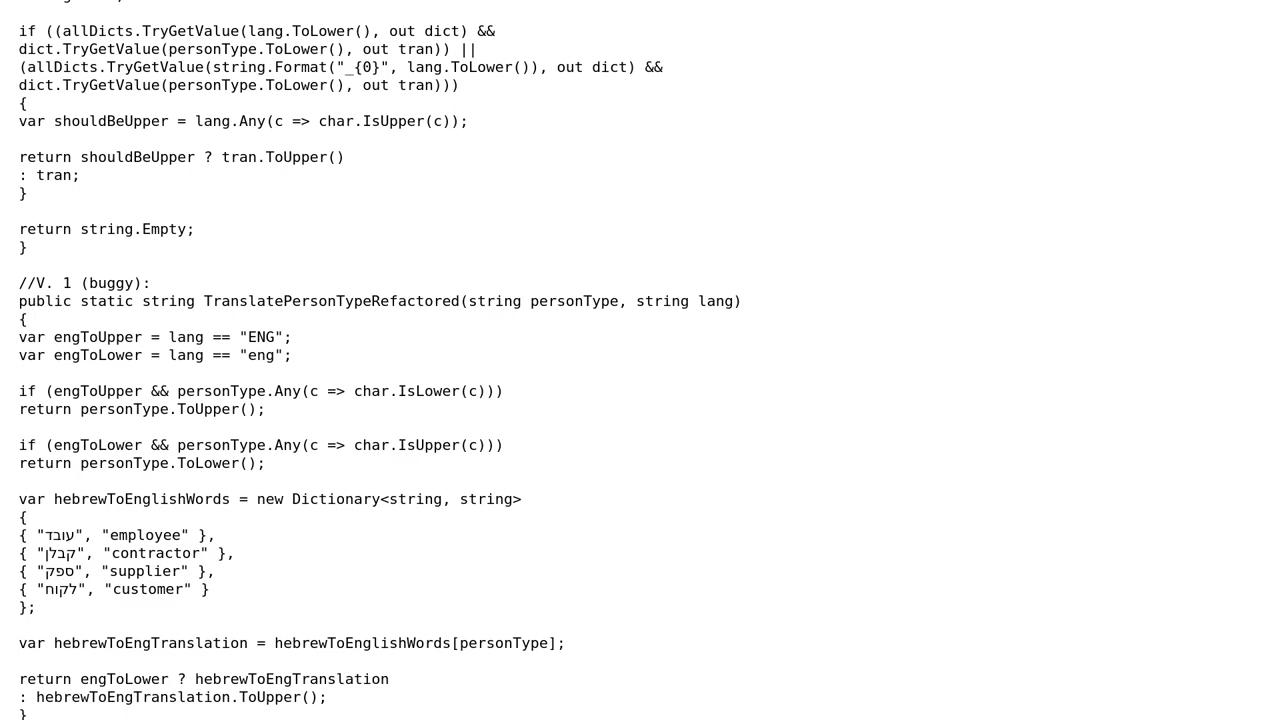 if ((allDicts.TryGetValue(lang.ToLower(), out dict) &&
dict.TryGetValue(personType.ToLower(), out tran)) ||
(allDicts.TryGetValue(string.Format("_{0}", lang.ToLower()), out dict) &&
dict.TryGetValue(personType.ToLower(), out tran)))
{
var shouldBeUpper = lang.Any(c => char.IsUpper(c));
return shouldBeUpper ? tran.ToUpper()
: tran;
}
return string.Empty;
}
//V. 1 (buggy):
public static string TranslatePersonTypeRefactored(string personType, string lang)
{
var engToUpper = lang == "ENG";
var engToLower = lang == "eng";
if (engToUpper && personType.Any(c => char.IsLower(c)))
return personType.ToUpper();
if (engToLower && personType.Any(c => char.IsUpper(c)))
return personType.ToLower();
var hebrewToEnglishWords = new Dictionary<string, string>
{
{ "עובד", "employee" },
{ "קבלן", "contractor" },
{ "ספק", "supplier" },
{ "לקוח", "customer" }
};
var hebrewToEngTranslation = hebrewToEnglishWords[personType];
return engToLower ? hebrewToEngTranslation
: hebrewToEngTranslation.ToUpper();
}